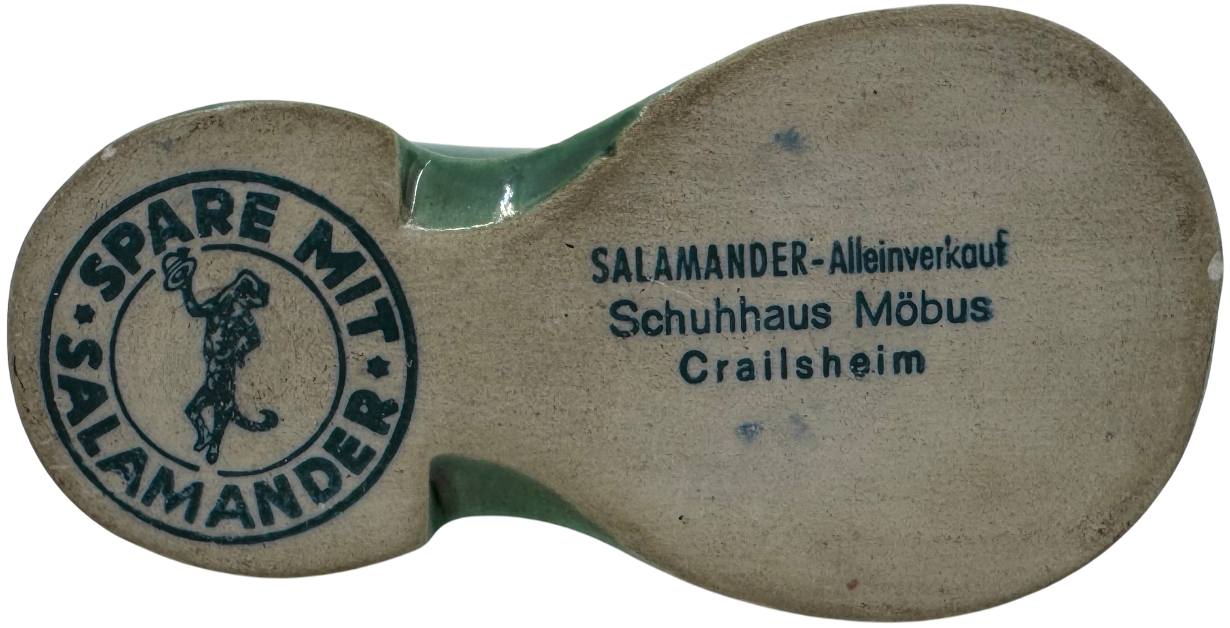 SPARE MIT
SALAMANDER
SALAMANDER-Alleinverkauf
Schuhhaus Möbus
Crailsheim